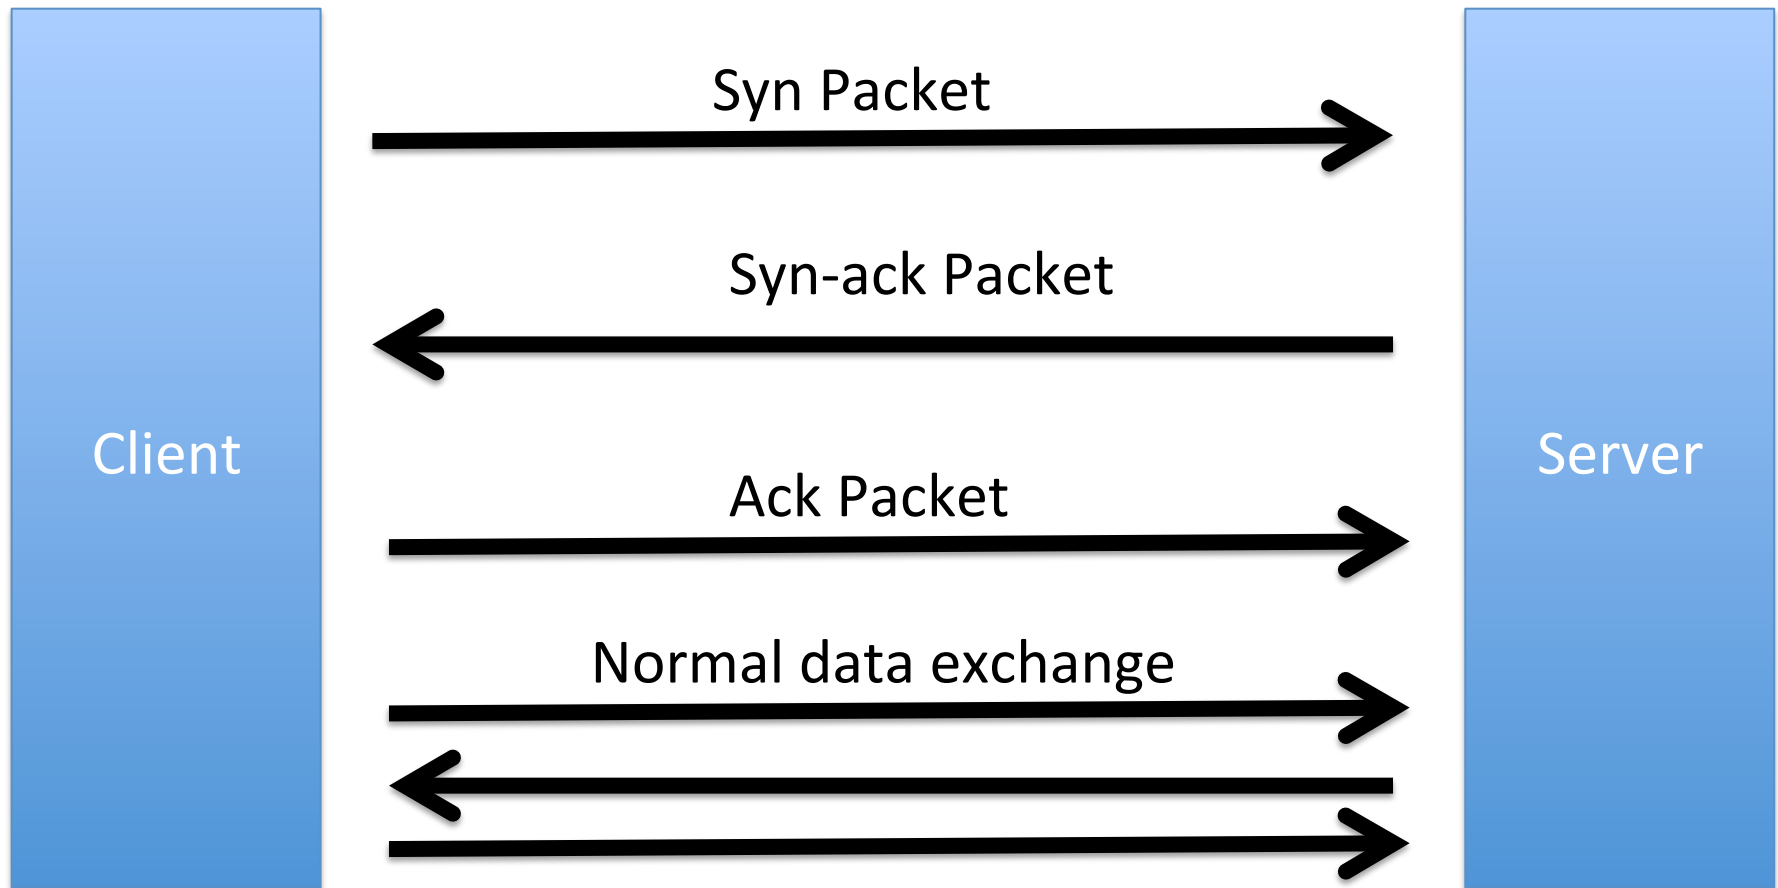 Syn Packet
Syn-ack Packet
Client
Server
Ack Packet
Normal data exchange